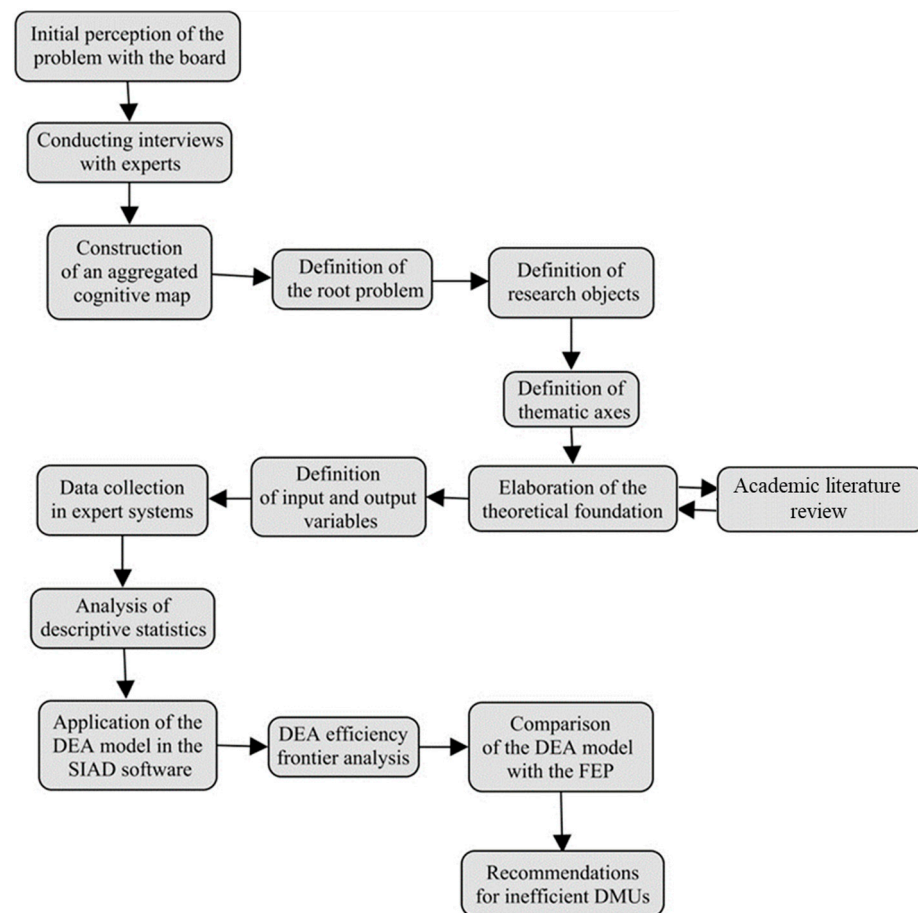 Initial perception of the
problem with the board
Conducting interviews
with experts
Construction
of an aggregated
cognitive map
Definition of
the root problem
Definition of
research objects
Definition of
thematic axes
Elaboration of the
theoretical foundation
Academic literature
review
Definition
of input and output
variables
Data collection
in expert systems
Analysis of
descriptive statistics
Application of the
DEA model in the
SIAD software
DEA efficiency
frontier analysis
Comparison
of the DEA model
with the FEP
Recommendations
for inefficient DMUs